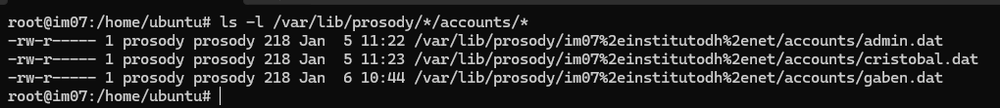 root@im07:/home/ubuntu# ls -l /var/lib/prosody/*/accounts/*
-rw-r----- 1 prosody prosody 218 Jan  5 11:22 /var/lib/prosody/im07%2einstitutodh%2enet/accounts/admin.dat
-rw-r----- 1 prosody prosody 218 Jan  5 11:23 /var/lib/prosody/im07%2einstitutodh%2enet/accounts/cristobal.dat
-rw-r----- 1 prosody prosody 218 Jan  6 10:44 /var/lib/prosody/im07%2einstitutodh%2enet/accounts/gaben.dat
root@im07:/home/ubuntu#